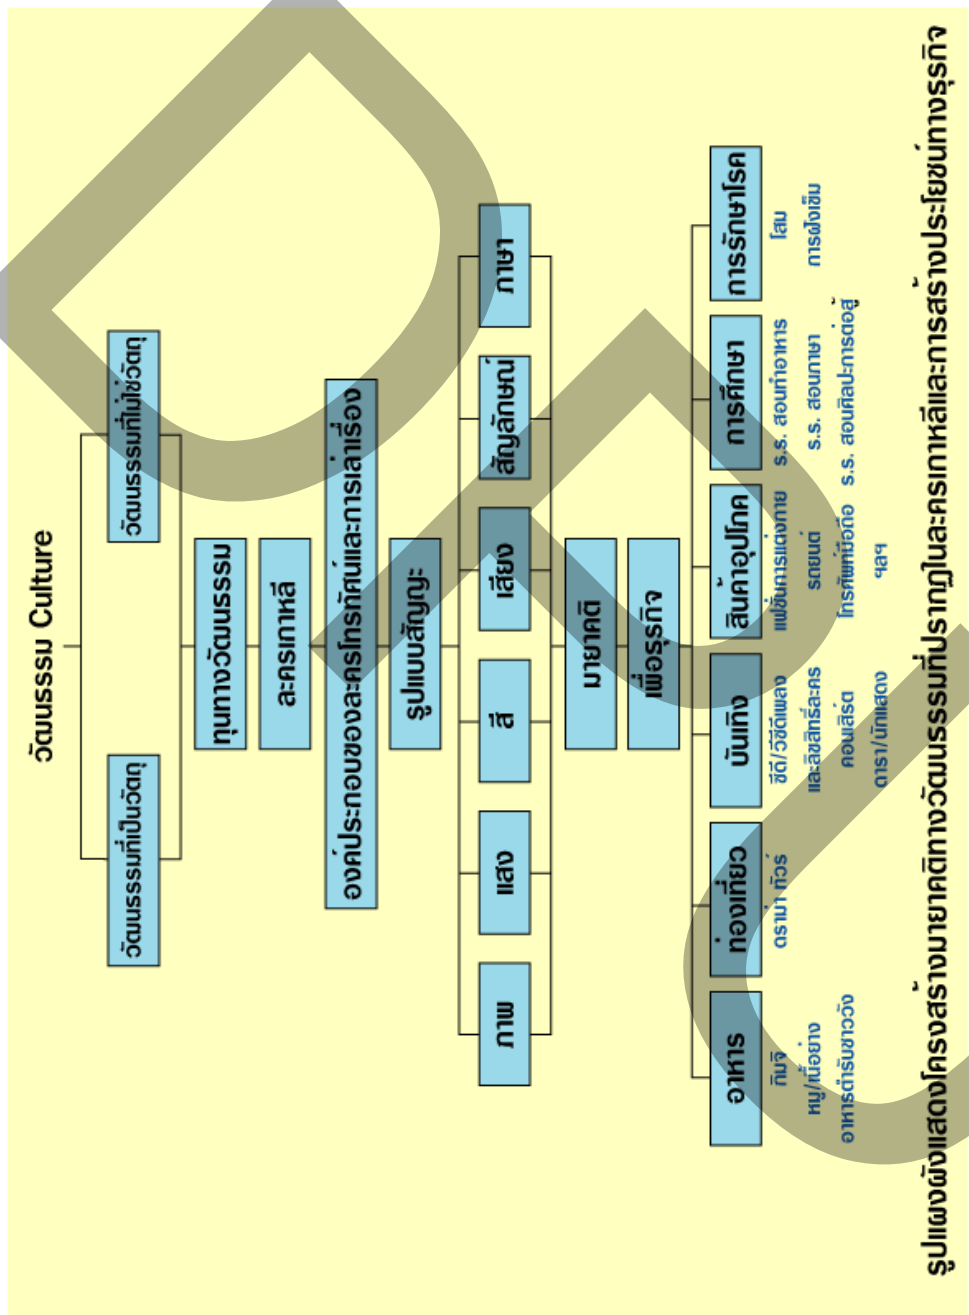 วัฒนธรรม Culture
วัฒนธรรมที่เป็นวัตถุ
วัฒนธรรมที่ไม่ใช่วัตถุ
ทุนทางวัฒนธรรม
ละครเกาหลี
องค์ประกอบของละครโทรทัศน์และการเล่าเรื่อง
รูปแบบสัญญะ
ภาพ
แสง
สี
เสียง
สัญลักษณ์
ภาษา
มายาคติ
เพื่อธุรกิจ
อาหาร
กิมจิ
หมู/เนื้อย่าง
อาหารตำรับชาววัง
ท่องเที่ยว
ดราม่า ทัวร์
บันเทิง
ซีดี/วีซีดีเพลง
และลิขสิทธิ์ละคร
คอนเสิร์ต
ดารา/นักแสดง
สินค้าอุปโภค
แฟชั่นการแต่งกาย
รถยนต์
โทรศัพท์มือถือ
ฯลฯ
การศึกษา
ร.ร. สอนทำอาหาร
ร.ร. สอนภาษา
ร.ร. สอนศิลปะการต่อสู้
การรักษาโรค
โสม
การฝังเข็ม
รูปแผงผังแสดงโครงสร้างมายาคติทางวัฒนธรรมที่ปรากฏในละครเกาหลีและการสร้างประโยชน์ทางธุรกิจ
DPU